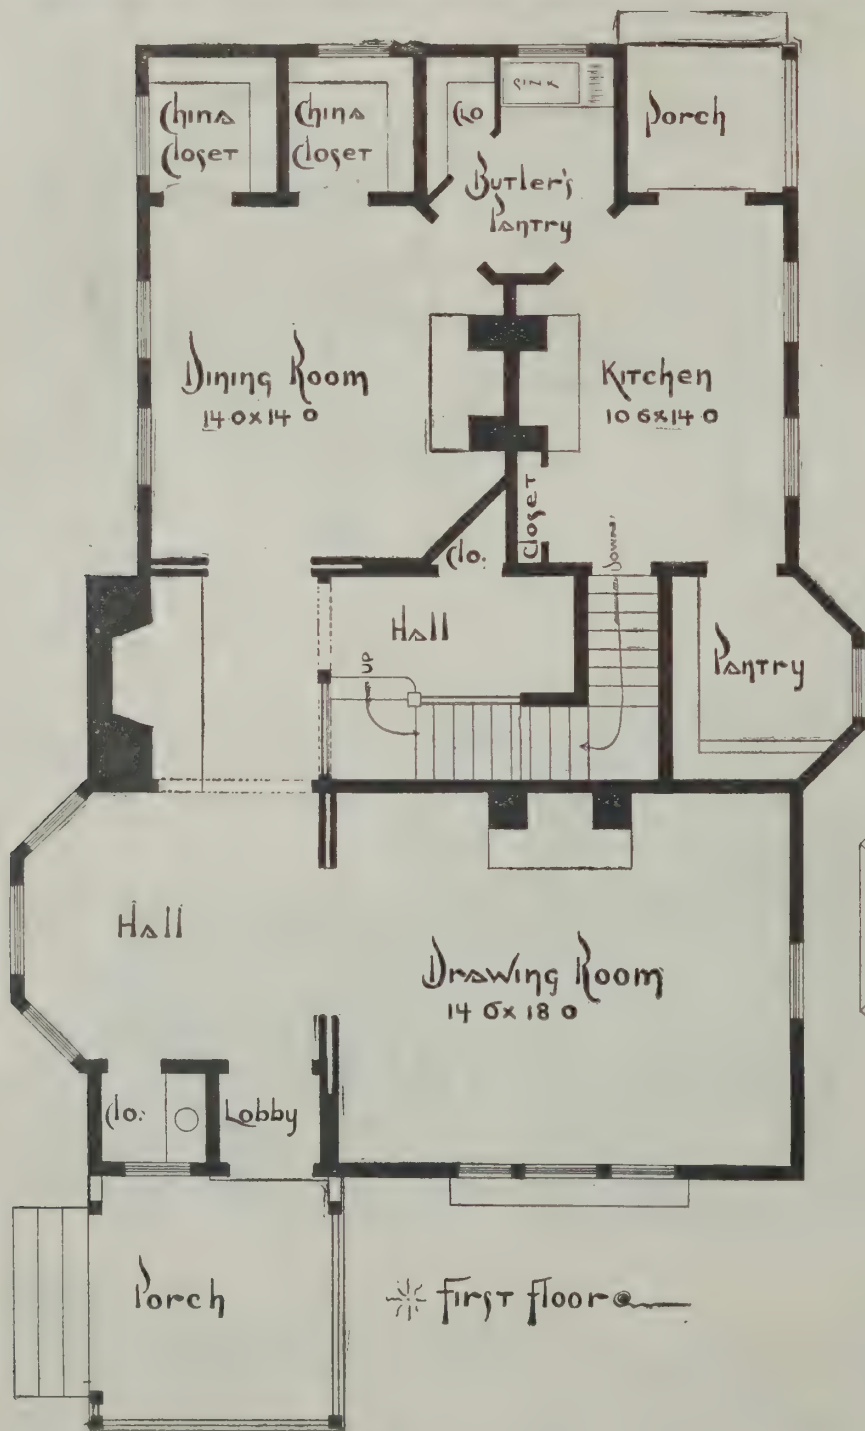 China
Closet
China
Closet
Clo
SINK
Porch
Butler's
Pantry
Dining Room
14 0 x 14 0
Kitchen
10 6 x 14 0
Closet
Clo.
DOWN
Hall
UP
Pantry
Hall
Drawing Room
14 6 x 18 0
Clo.
Lobby
Porch
First Floor